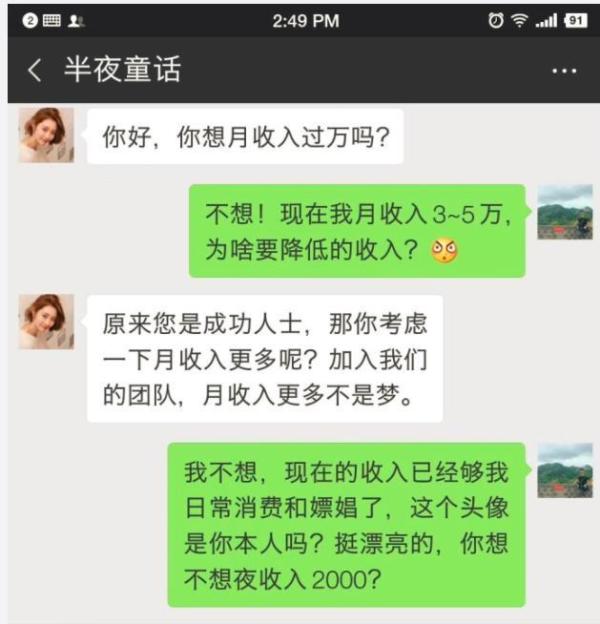 2
2:49 PM
91
半夜童话
你好，你想月收入过万吗？
不想！现在我月收入3~5万，
为啥要降低的收入？
原来您是成功人士，那你考虑
一下月收入更多呢？加入我们
的团队，月收入更多不是梦。
我不想，现在的收入已经够我
日常消费和嫖娼了，这个头像
是你本人吗？挺漂亮的，你想
不想夜收入2000？